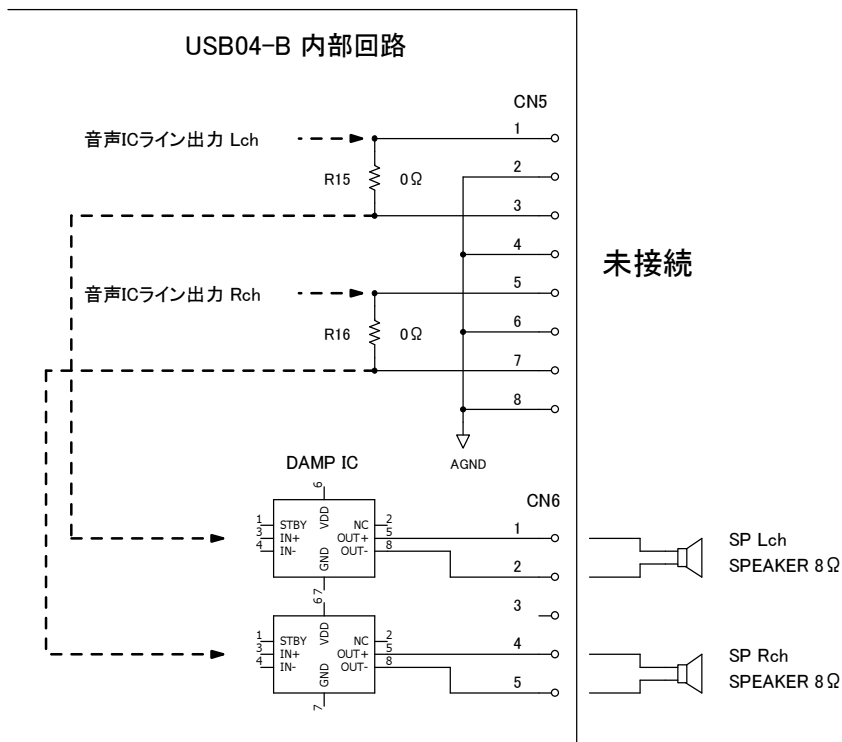 USB04-B 内部回路
CN5
音声ICライン出力 Lch
1
2
R15 0Ω
3
4
未接続
音声ICライン出力 Rch
5
6
R16 0Ω
7
8
AGND
DAMP IC
CN6
6
1 STBY VDD NC 2
3 IN+ OUT+ 5
4 IN- GND OUT- 8
7
1
2
SP Lch
SPEAKER 8Ω
3
6
1 STBY VDD NC 2
3 IN+ OUT+ 5
4 IN- GND OUT- 8
7
4
5
SP Rch
SPEAKER 8Ω